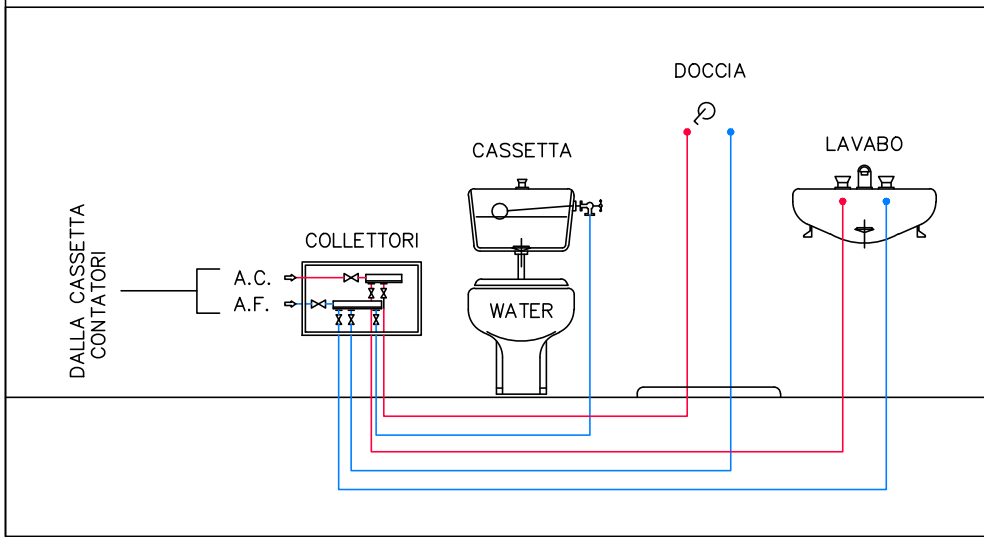 DOCCIA
CASSETTA
LAVABO
COLLETTORI
DALLA CASSETTA
CONTATORI
A.C.
A.F.
WATER